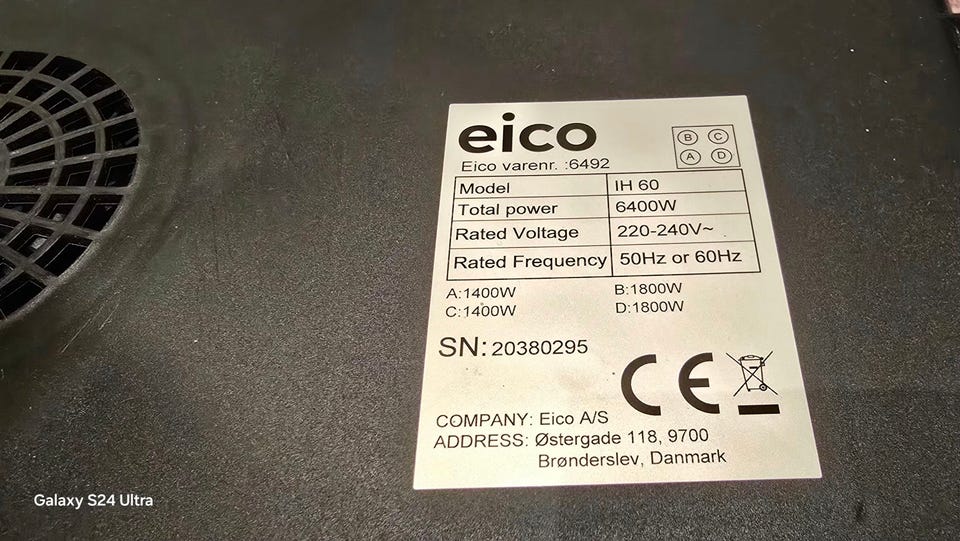 eico
B C
A D
Eico varenr. :6492
Model IH 60
Total power 6400W
Rated Voltage 220-240V~
Rated Frequency 50Hz or 60Hz
A:1400W B:1800W
C:1400W D:1800W
SN: 20380295
CE
COMPANY: Eico A/S
ADDRESS: Østergade 118, 9700
Brønderslev, Danmark
Galaxy S24 Ultra